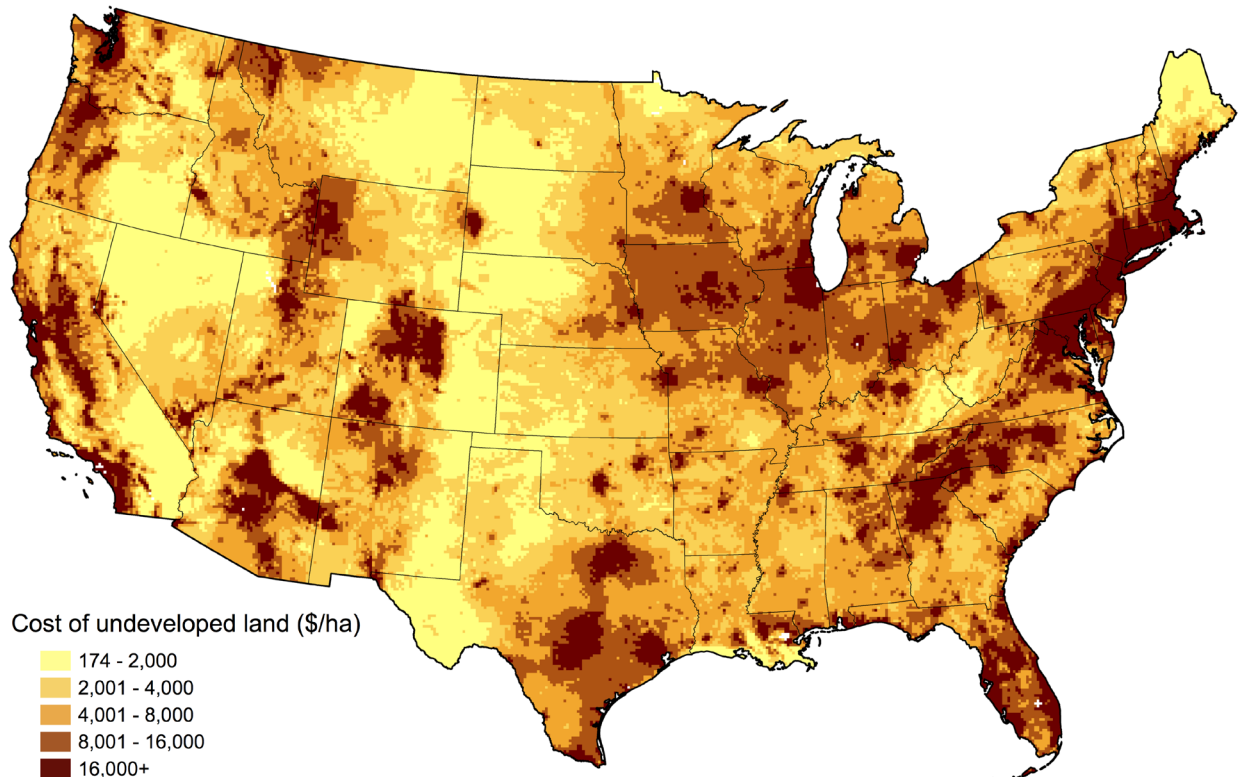 Cost of undeveloped land ($/ha)
174 - 2,000
2,001 - 4,000
4,001 - 8,000
8,001 - 16,000
16,000+